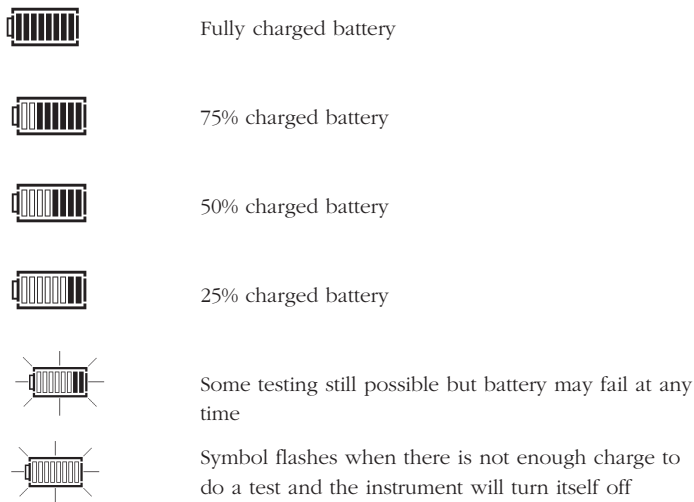 Fully charged battery
75% charged battery
50% charged battery
25% charged battery
Some testing still possible but battery may fail at any
time
Symbol flashes when there is not enough charge to
do a test and the instrument will turn itself off